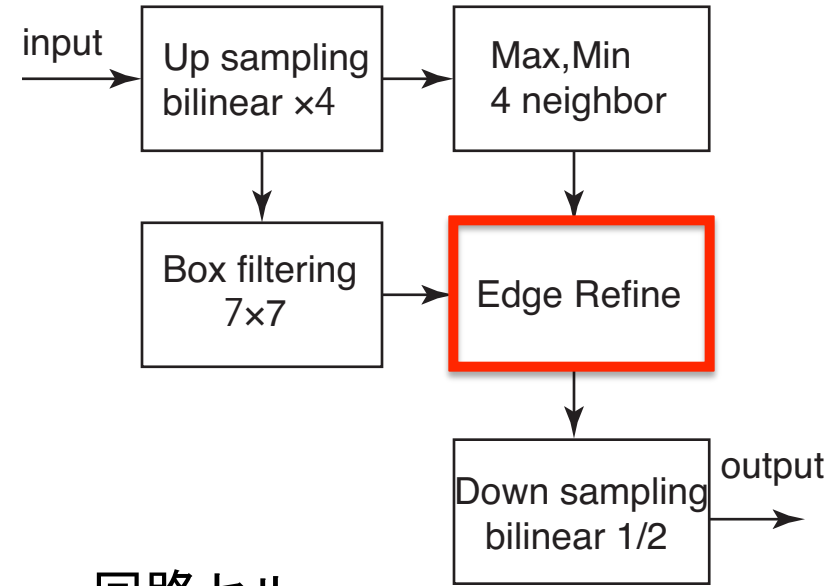 input
Up sampling
bilinear ×4
Max,Min
4 neighbor
Box filtering
7×7
Edge Refine
Down sampling
bilinear 1/2
output